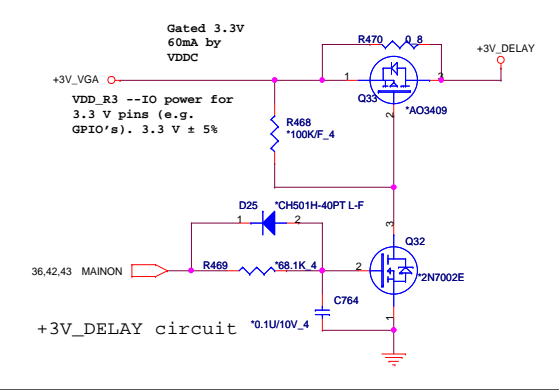 Gated 3.3V
60mA by
VDDC
R470 0_8
+3V_DELAY
+3V_VGA
1
3
Q33
*AO3409
2
VDD_R3 --IO power for
3.3 V pins (e.g.
GPIO's). 3.3 V ± 5%
R468
*100K/F_4
D25 *CH501H-40PT L-F
1 2
3
Q32
36,42,43 MAINON
R469 *68.1K_4
2
*2N7002E
C764
*0.1U/10V_4
1
+3V_DELAY circuit